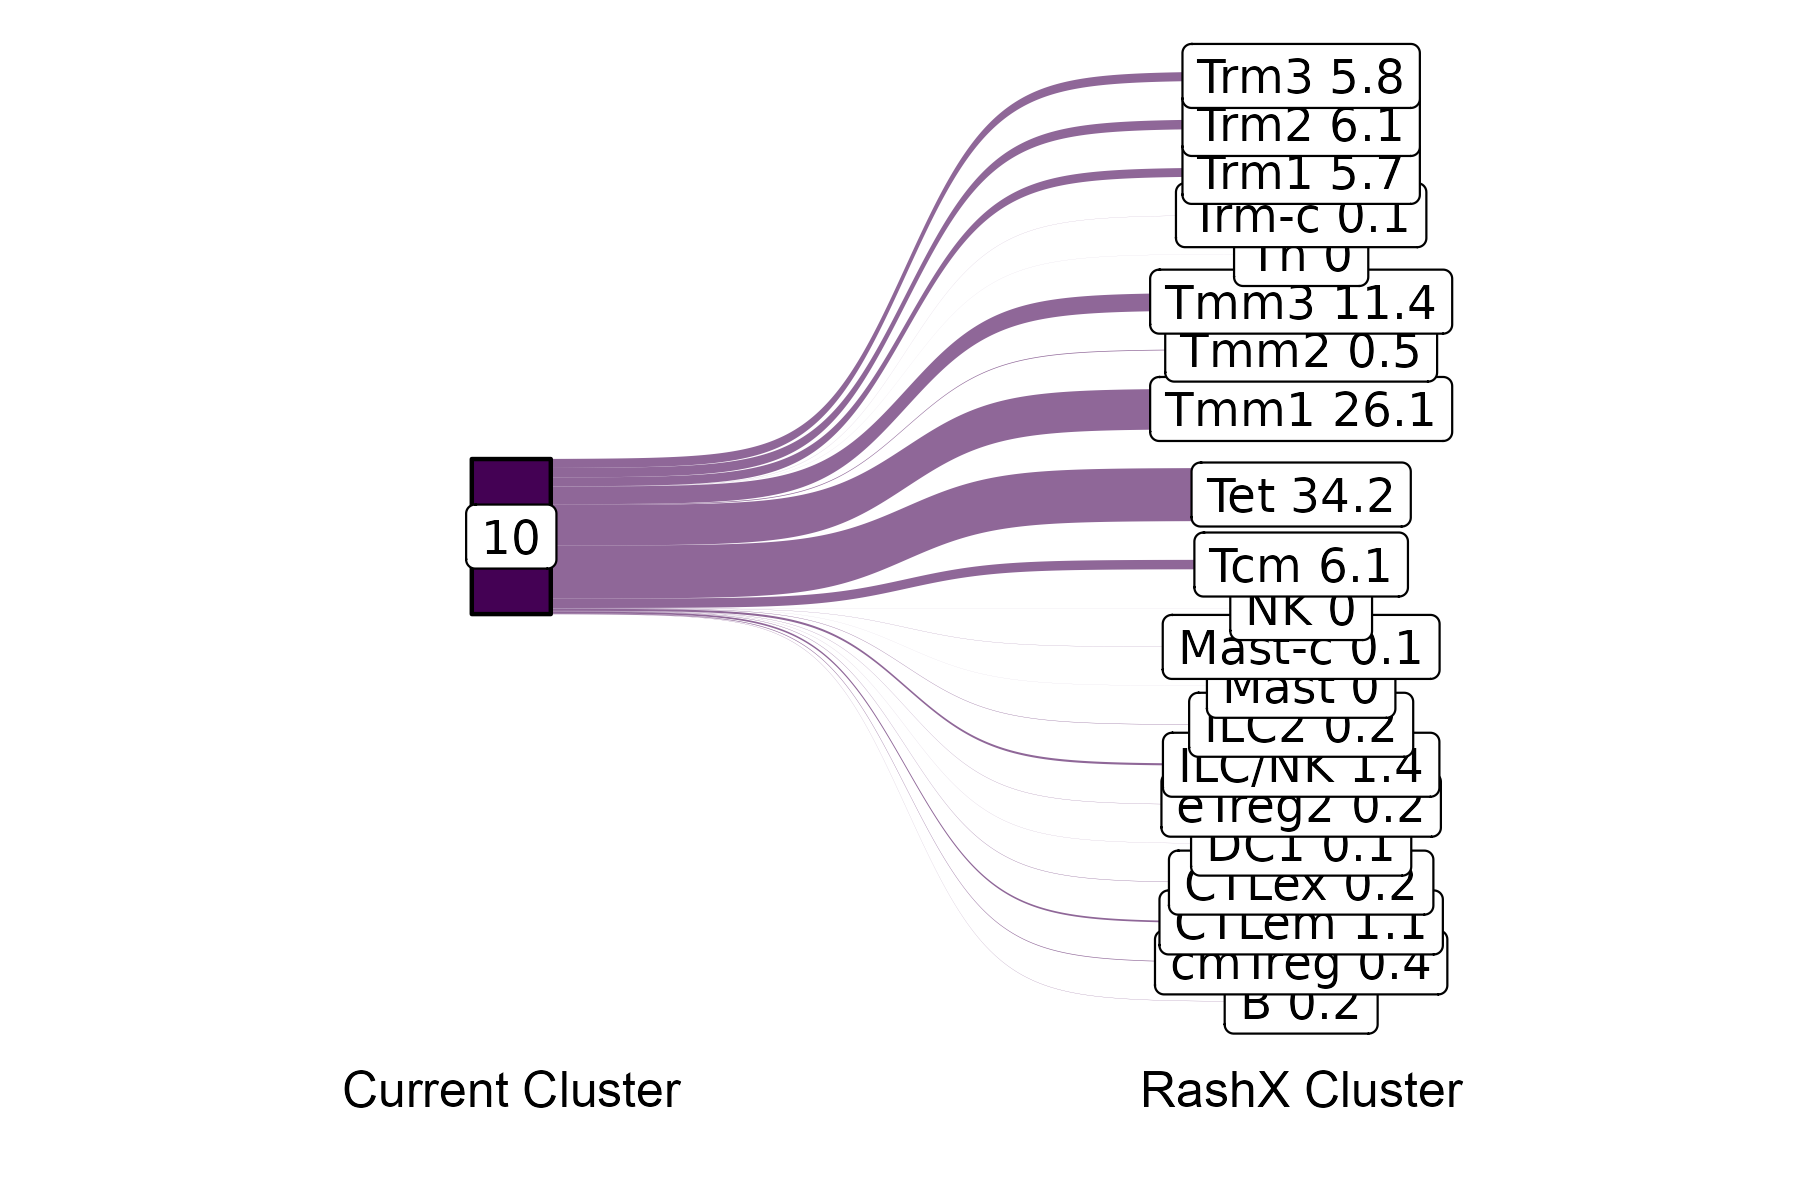 Trm3 5.8
Trm2 6.1
Trm1 5.7
Trm-c 0.1
Tn 0
Tmm3 11.4
Tmm2 0.5
Tmm1 26.1
Tet 34.2
Tcm 6.1
10
NK 0
Mast-c 0.1
Mast 0
ILC2 0.2
ILC/NK 1.4
eTreg2 0.2
DC1 0.1
CTLex 0.2
CTLem 1.1
cmTreg 0.4
B 0.2
Current Cluster
RashX Cluster